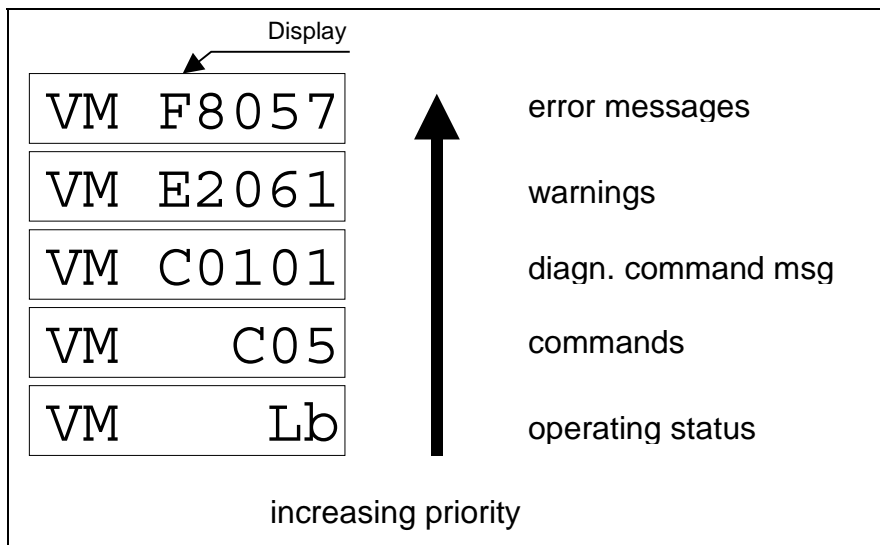 Display
VM F8057 error messages
VM E2061 warnings
VM C0101 diagn. command msg
VM C05 commands
VM Lb operating status
increasing priority